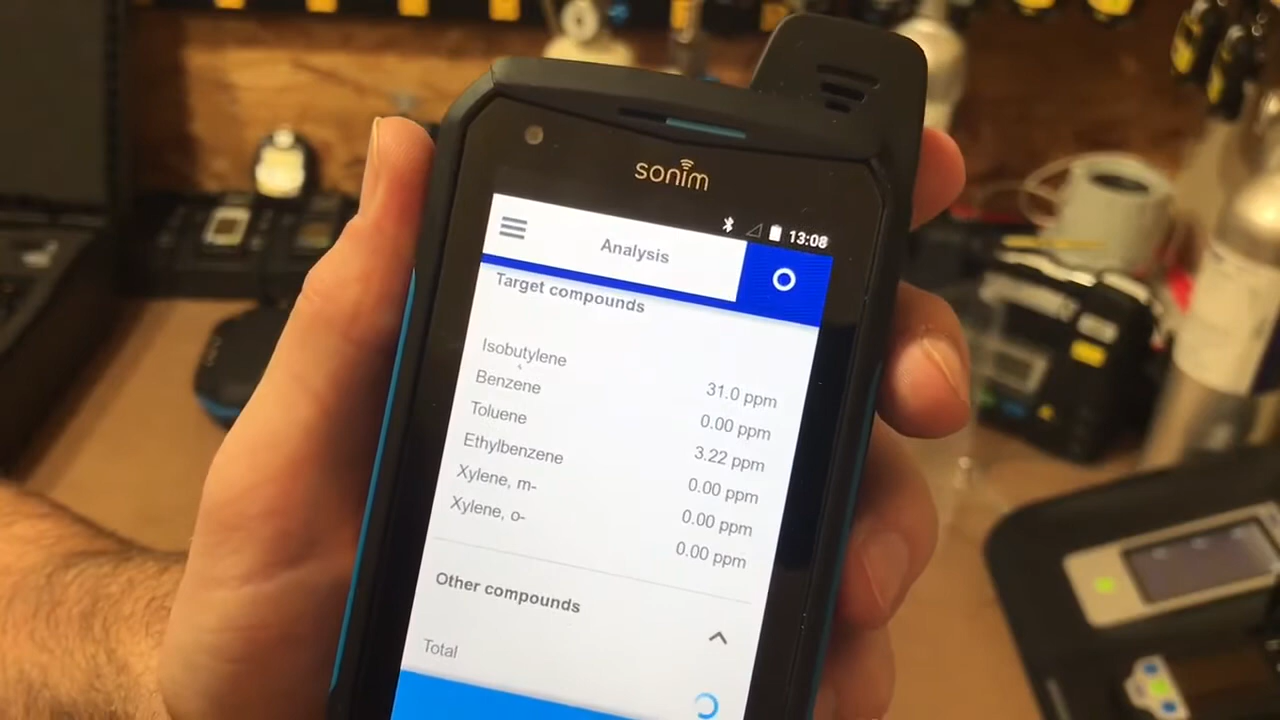 sonim
13:08
Analysis
Target compounds
Isobutylene 31.0 ppm
Benzene 0.00 ppm
Toluene 3.22 ppm
Ethylbenzene 0.00 ppm
Xylene, m- 0.00 ppm
Xylene, o- 0.00 ppm
Other compounds
Total